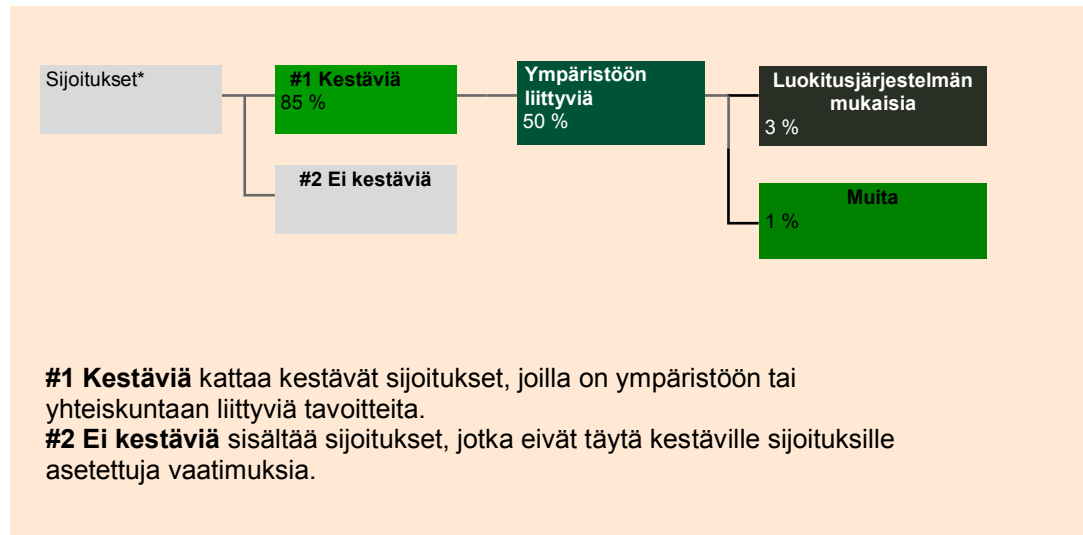 Sijoitukset*
#1 Kestäviä
85 %
#2 Ei kestäviä
Ympäristöön
liittyviä
50 %
Luokitusjärjestelmän
mukaisia
3 %
Muita
1 %
#1 Kestäviä kattaa kestävät sijoitukset, joilla on ympäristöön tai
yhteiskuntaan liittyviä tavoitteita.
#2 Ei kestäviä sisältää sijoitukset, jotka eivät täytä kestäville sijoituksille
asetettuja vaatimuksia.